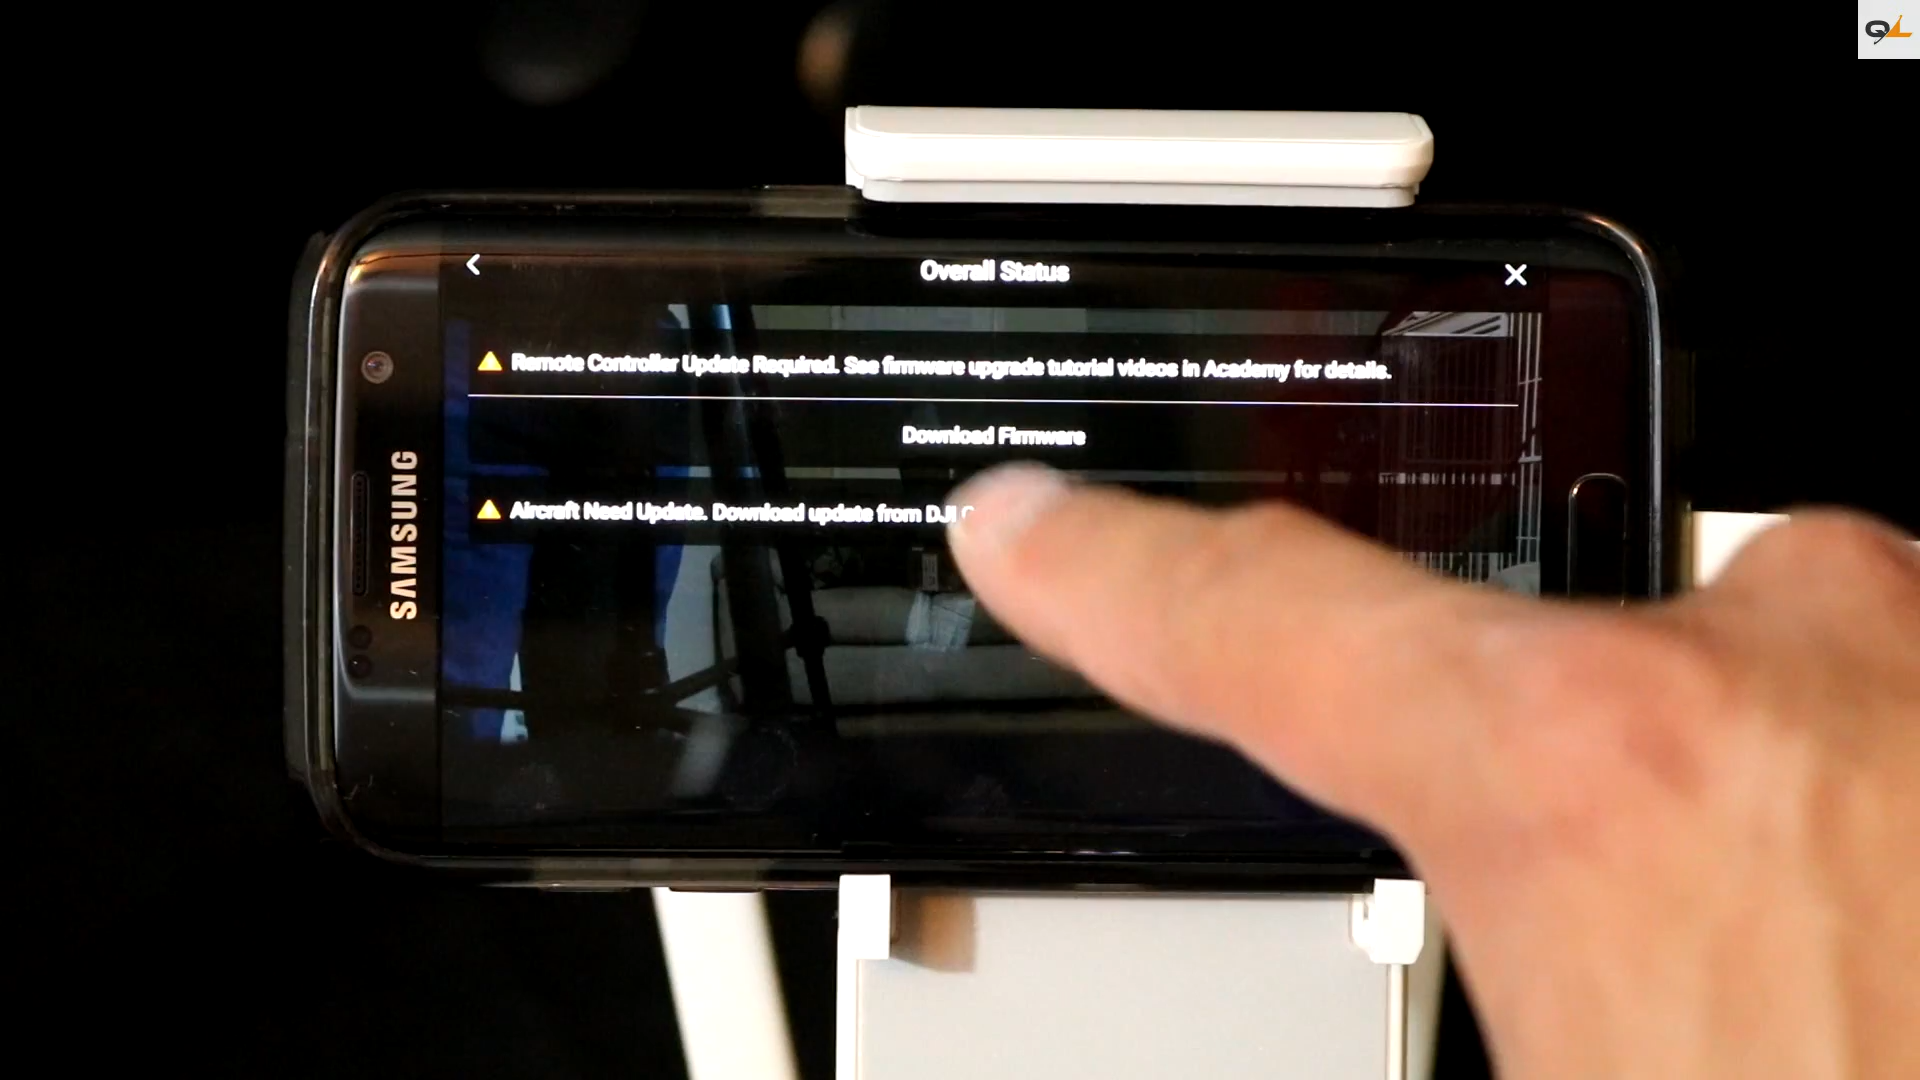 Overall Status
Remote Controller Update Required. See firmware upgrade tutorial videos in Academy for details.
Download Firmware
Aircraft Need Update. Download update from DJI
SAMSUNG
QL